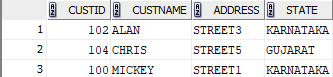 CUSTID CUSTNAME ADDRESS STATE
1 102 ALAN STREET3 KARNATAKA
2 104 CHRIS STREET5 GUJARAT
3 100 MICKEY STREET1 KARNATAKA